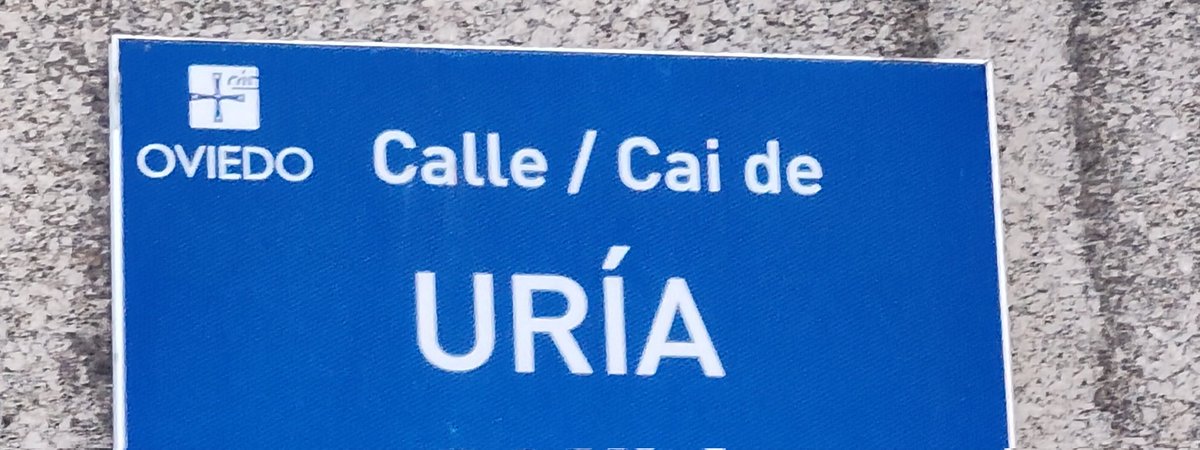 OVIEDO
Calle / Cai de
URÍA